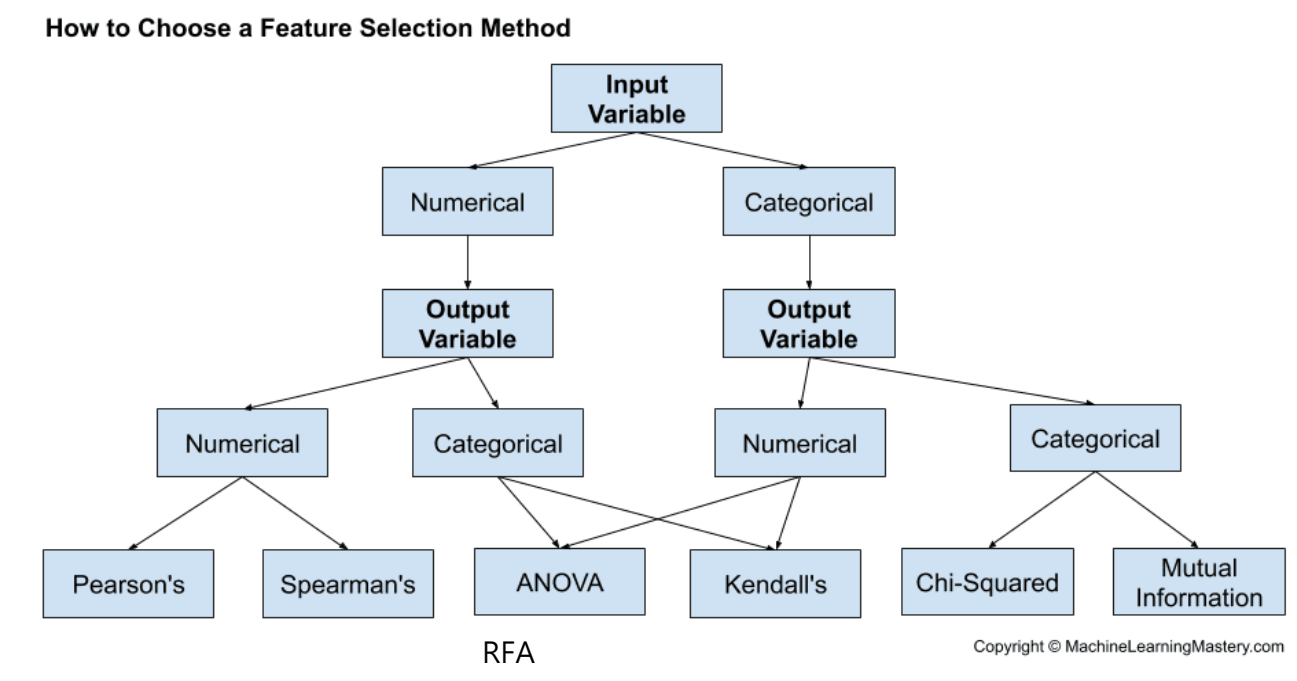 How to Choose a Feature Selection Method
Input
Variable
Numerical
Categorical
Output
Variable
Output
Variable
Numerical
Categorical
Numerical
Categorical
Pearson's
Spearman's
ANOVA
Kendall's
Chi-Squared
Mutual
Information
RFA
Copyright © MachineLearningMastery.com